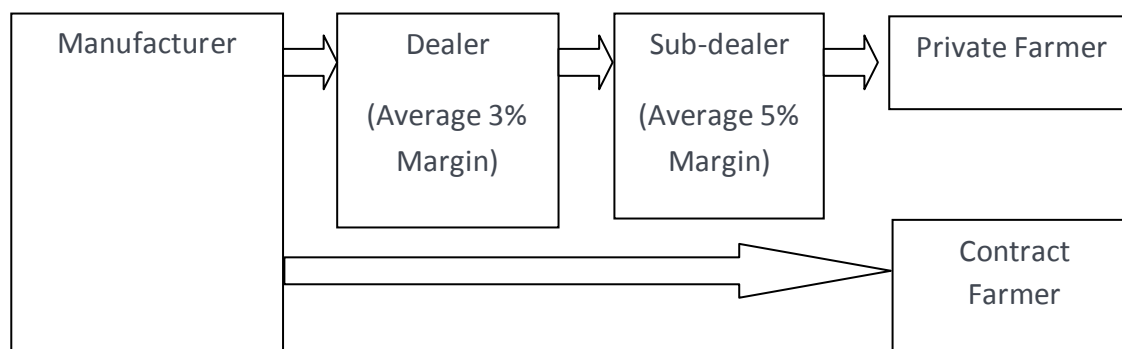 Manufacturer
Dealer
(Average 3%
Margin)
Sub-dealer
(Average 5%
Margin)
Private Farmer
Contract
Farmer